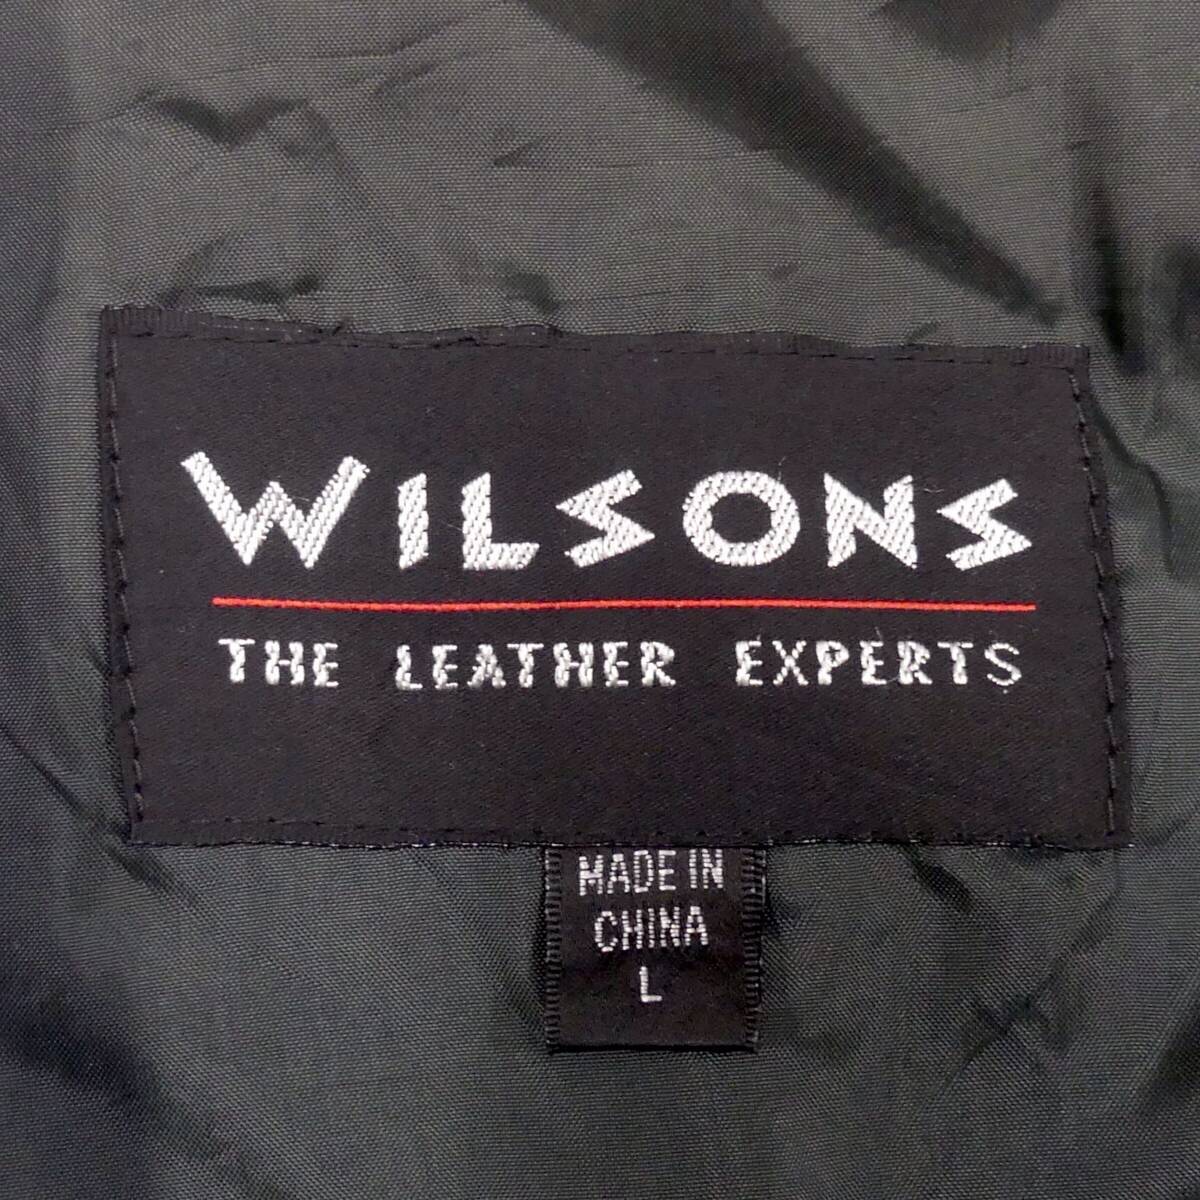 WILSONS
THE LEATHER EXPERTS
MADE IN
CHINA
L